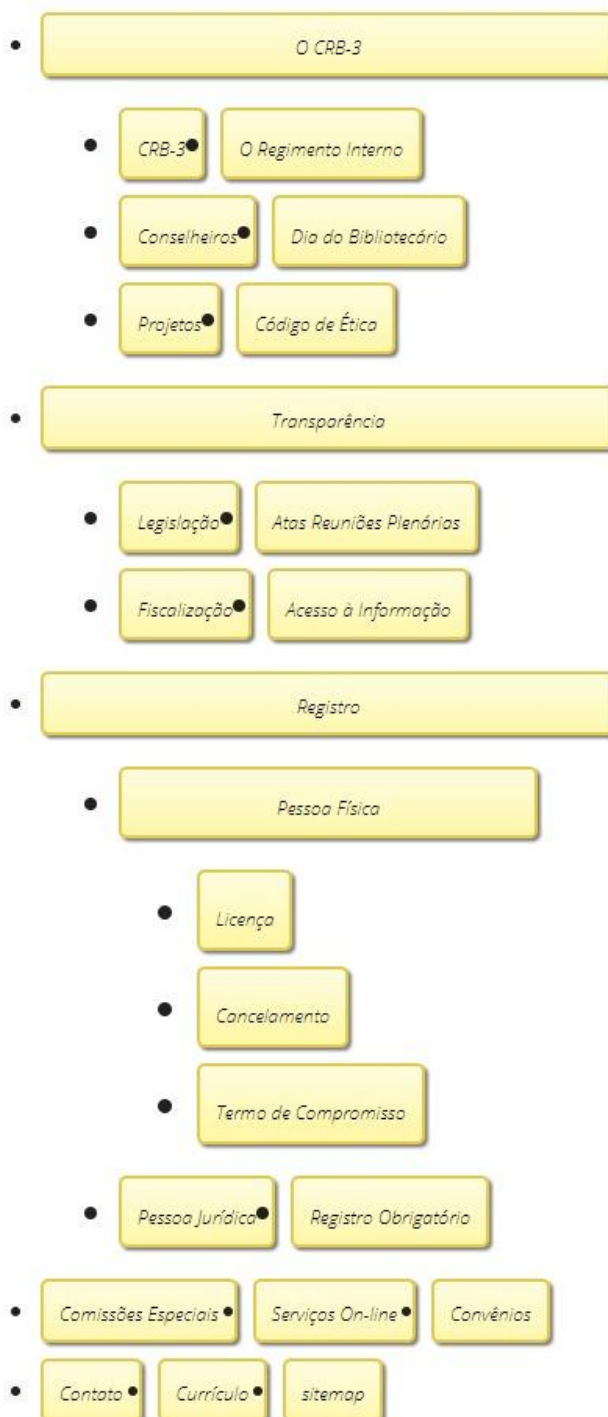 O CRB-3
CRB-3 O Regimento Interno
Conselheiros Dia do Bibliotecário
Projetos Código de Ética
Transparência
Legislação Atas Reuniões Plenárias
Fiscalização Acesso à Informação
Registro
Pessoa Física
Licença
Cancelamento
Termo de Compromisso
Pessoa Jurídica Registro Obrigatório
Comissões Especiais Serviços On-line Convênios
Contato Currículo sitemap